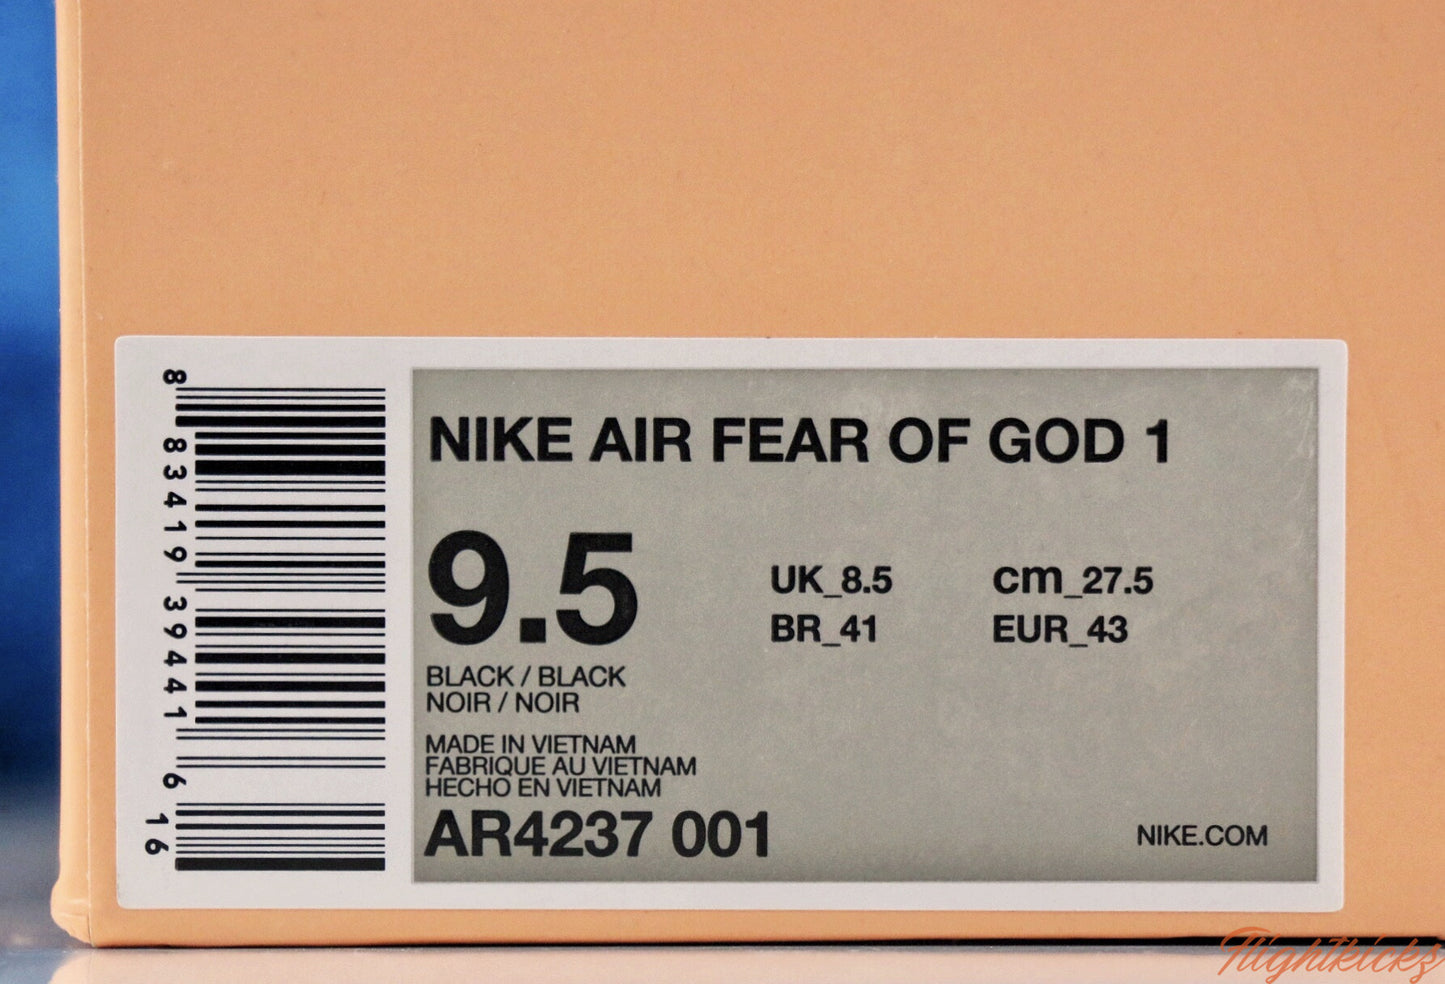 8 83419 39441 6 16
NIKE AIR FEAR OF GOD 1
9.5
UK_8.5
cm_27.5
BR_41
EUR_43
BLACK / BLACK
NOIR / NOIR
MADE IN VIETNAM
FABRIQUE AU VIETNAM
HECHO EN VIETNAM
AR4237 001
NIKE.COM
flightkickz